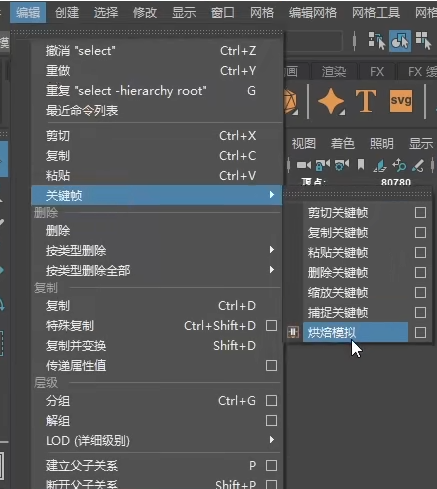 编辑 创建 选择 修改 显示 窗口 网格 编辑网格 网格工具 网格
模
画 渲染 FX FX 缓
T svg
视图 着色 照明 显示
顶点: 80780
撤消 "select" Ctrl+Z
重做 Ctrl+Y
重复 "select -hierarchy root" G
最近命令列表
剪切 Ctrl+X
复制 Ctrl+C
粘贴 Ctrl+V
关键帧
剪切关键帧
复制关键帧
粘贴关键帧
删除关键帧
缩放关键帧
捕捉关键帧
烘焙模拟
删除
删除
按类型删除
按类型删除全部
复制
复制 Ctrl+D
特殊复制 Ctrl+Shift+D
复制并变换 Shift+D
传递属性值
层级
分组 Ctrl+G
解组
LOD (详细级别)
建立父子关系 P
断开父子关系 Shift+P